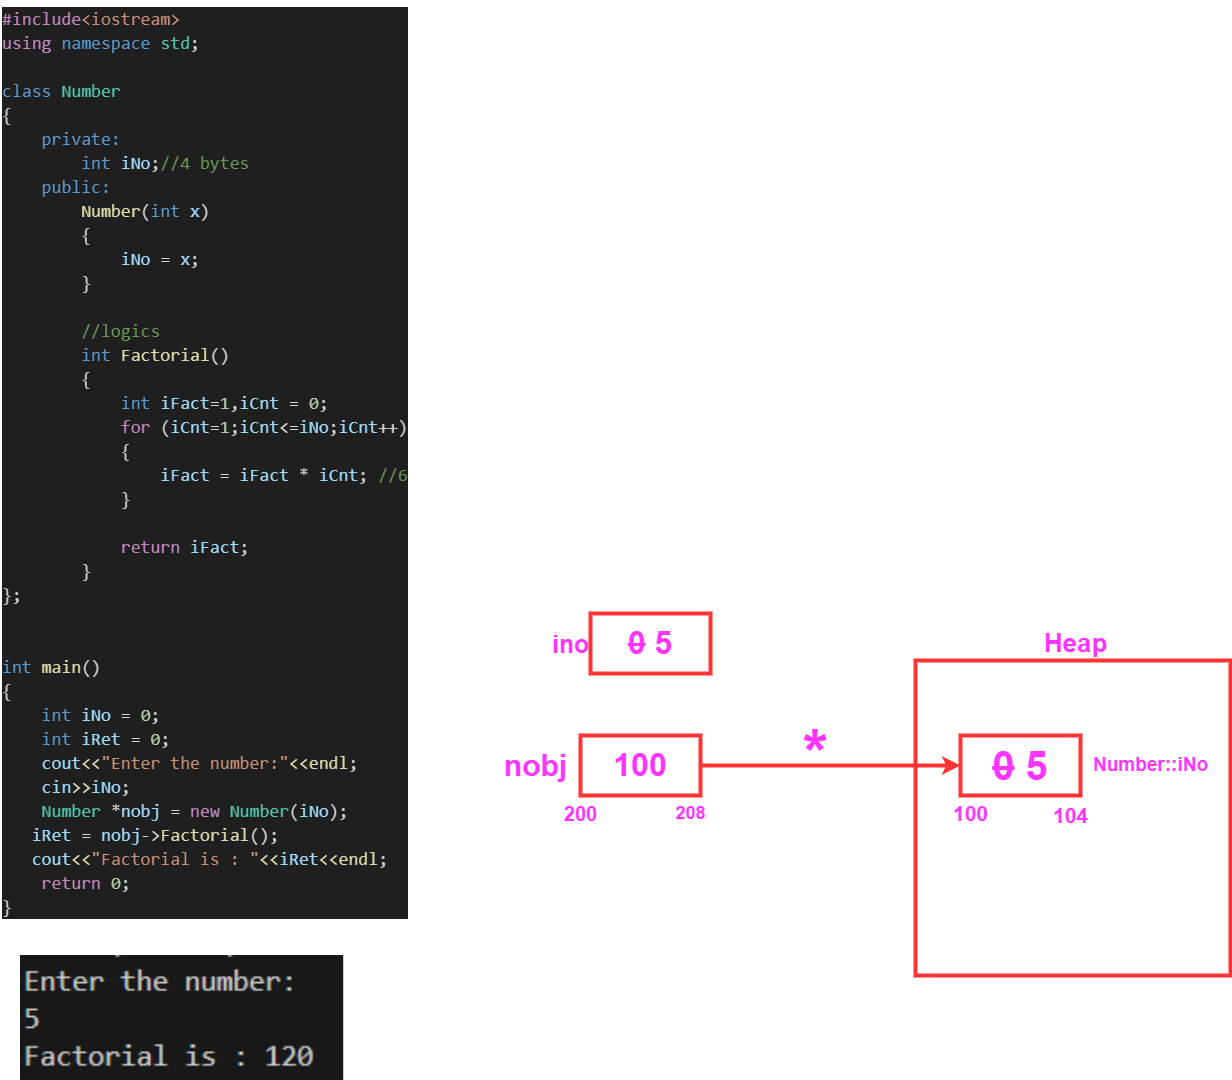 #include<iostream>
using namespace std;
class Number
{
private:
int iNo;//4 bytes
public:
Number(int x)
{
iNo = x;
}
//logics
int Factorial()
{
int iFact=1,iCnt = 0;
for (iCnt=1;iCnt<=iNo;iCnt++)
{
iFact = iFact * iCnt; //6
}
return iFact;
}
};
int main()
{
int iNo = 0;
int iRet = 0;
cout<<"Enter the number:"<<endl;
cin>>iNo;
Number *nobj = new Number(iNo);
iRet = nobj->Factorial();
cout<<"Factorial is : "<<iRet<<endl;
return 0;
}
Enter the number:
5
Factorial is : 120
ino 0 5
Heap
nobj 100
*
0 5 Number::iNo
200 208
100 104